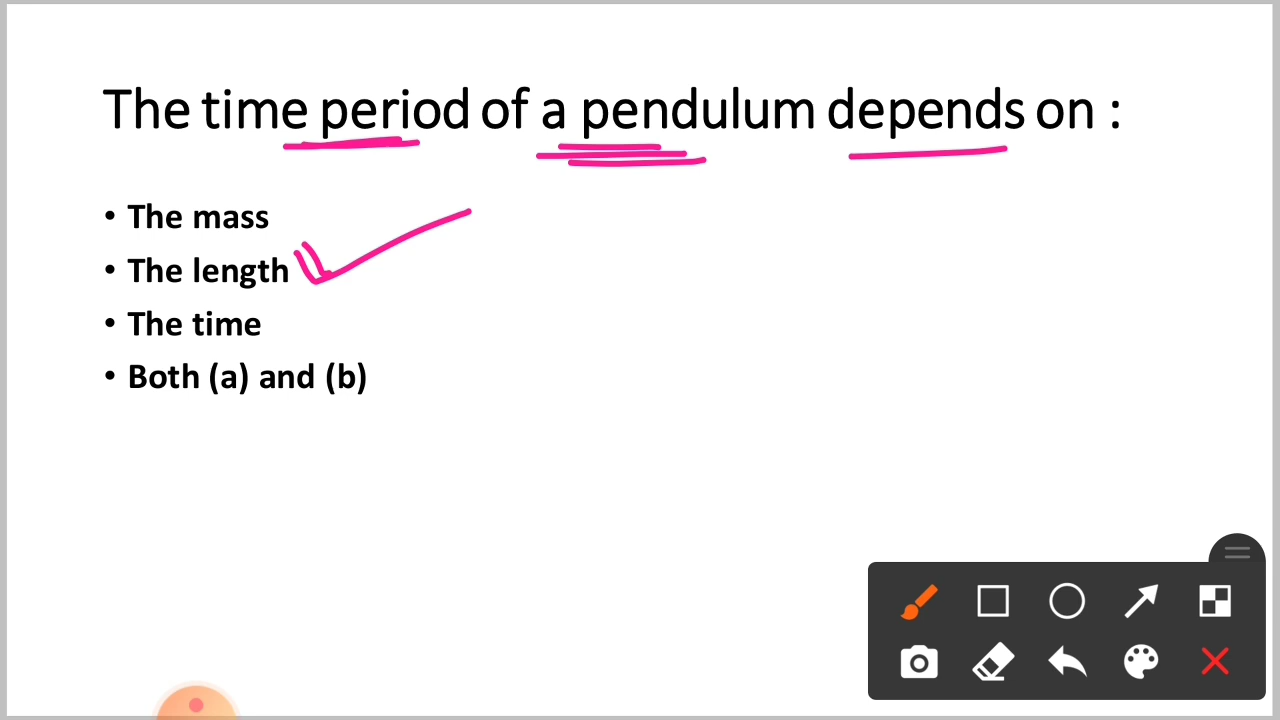 The time period of a pendulum depends on :
• The mass
• The length
• The time
• Both (a) and (b)